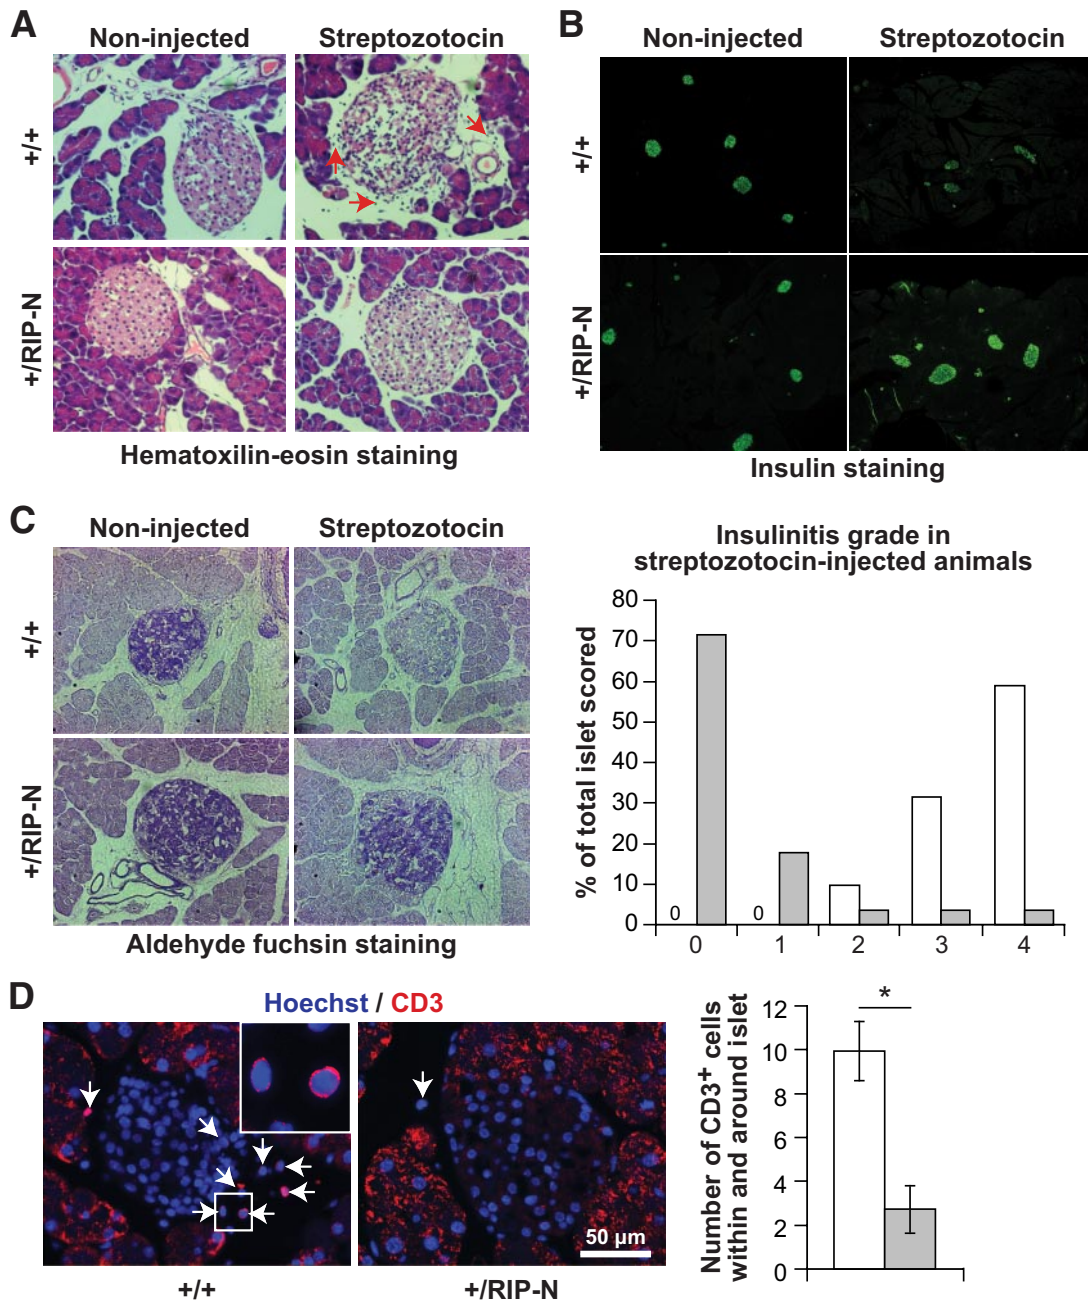 A
Non-injected
Streptozotocin
+/+
+/RIP-N
Hematoxilin-eosin staining
B
Non-injected
Streptozotocin
+/+
+/RIP-N
Insulin staining
C
Non-injected
Streptozotocin
+/+
+/RIP-N
Aldehyde fuchsin staining
Insulinitis grade in
streptozotocin-injected animals
% of total islet scored
80
70
60
50
40
30
20
10
0
0
0
0
1
2
3
4
D
Hoechst / CD3
50 µm
+/+
+/RIP-N
Number of CD3+ cells
within and around islet
12
10
8
6
4
2
0
*